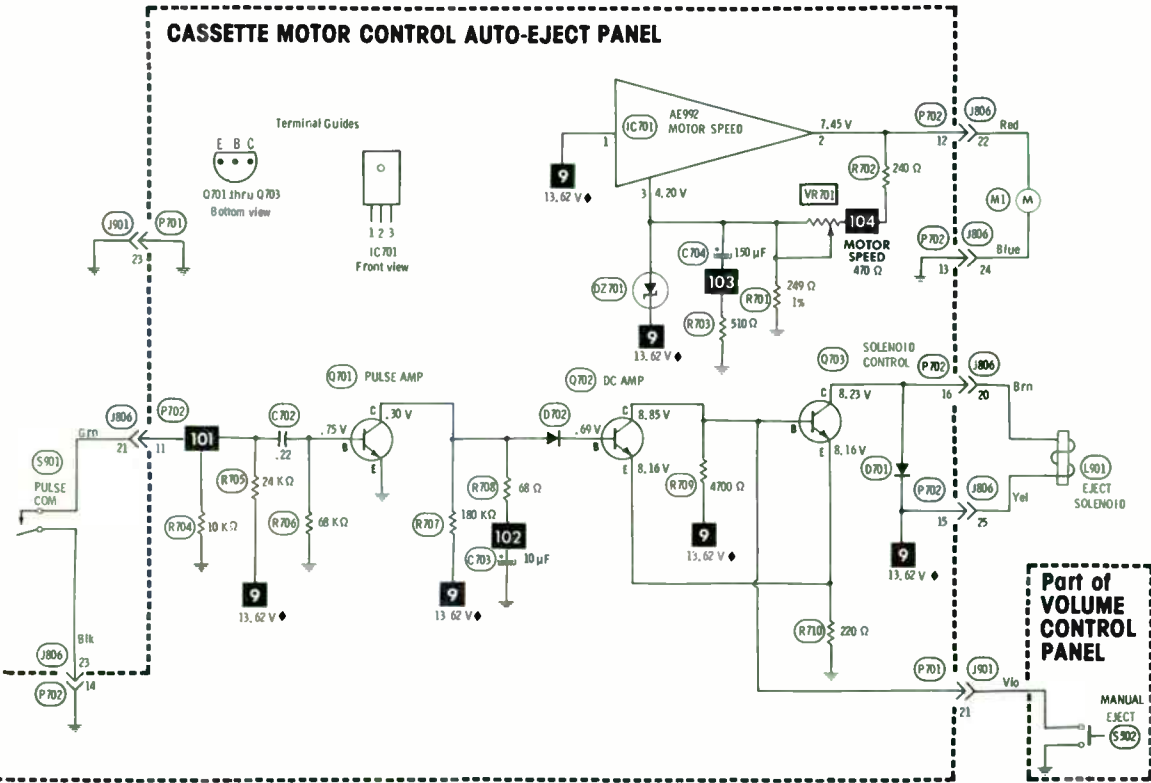 CASSETTE MOTOR CONTROL AUTO-EJECT PANEL
Terminal Guides
E B C
Q701 thru Q703
Bottom view
1 2 3
IC701
Front view
J901
P701
23
IC701
AE992
MOTOR SPEED
1
7.45 V
2
9
13.62 V ♦
3
4.20 V
P702
J806
12
22
Red
R702
240 Ω
VR701
104
MOTOR
SPEED
470 Ω
M1
M
P702
J806
13
24
Blue
C704
+
150 µF
103
DZ701
R701
249 Ω
1%
R703
510 Ω
9
13.62 V ♦
Q701
PULSE AMP
Q702
DC AMP
Q703
SOLENOID
CONTROL
P702
J806
16
20
Brn
J806
P702
Grn
21
11
101
C702
.22
.75 V
B
C
.30 V
E
D702
.69 V
B
C
8.85 V
E
8.16 V
B
C
8.23 V
E
8.16 V
D701
L901
EJECT
SOLENOID
S901
PULSE
COM
R705
24 KΩ
R704
10 KΩ
R706
68 KΩ
R707
180 KΩ
R708
68 Ω
102
C703
+
10 µF
R709
4700 Ω
P702
J806
15
25
Yel
9
13.62 V ♦
9
13.62 V ♦
9
13.62 V ♦
9
13.62 V ♦
R710
220 Ω
Part of
VOLUME
CONTROL
PANEL
Blk
J806
23
P702
14
P701
J901
21
Vio
MANUAL
EJECT
S302